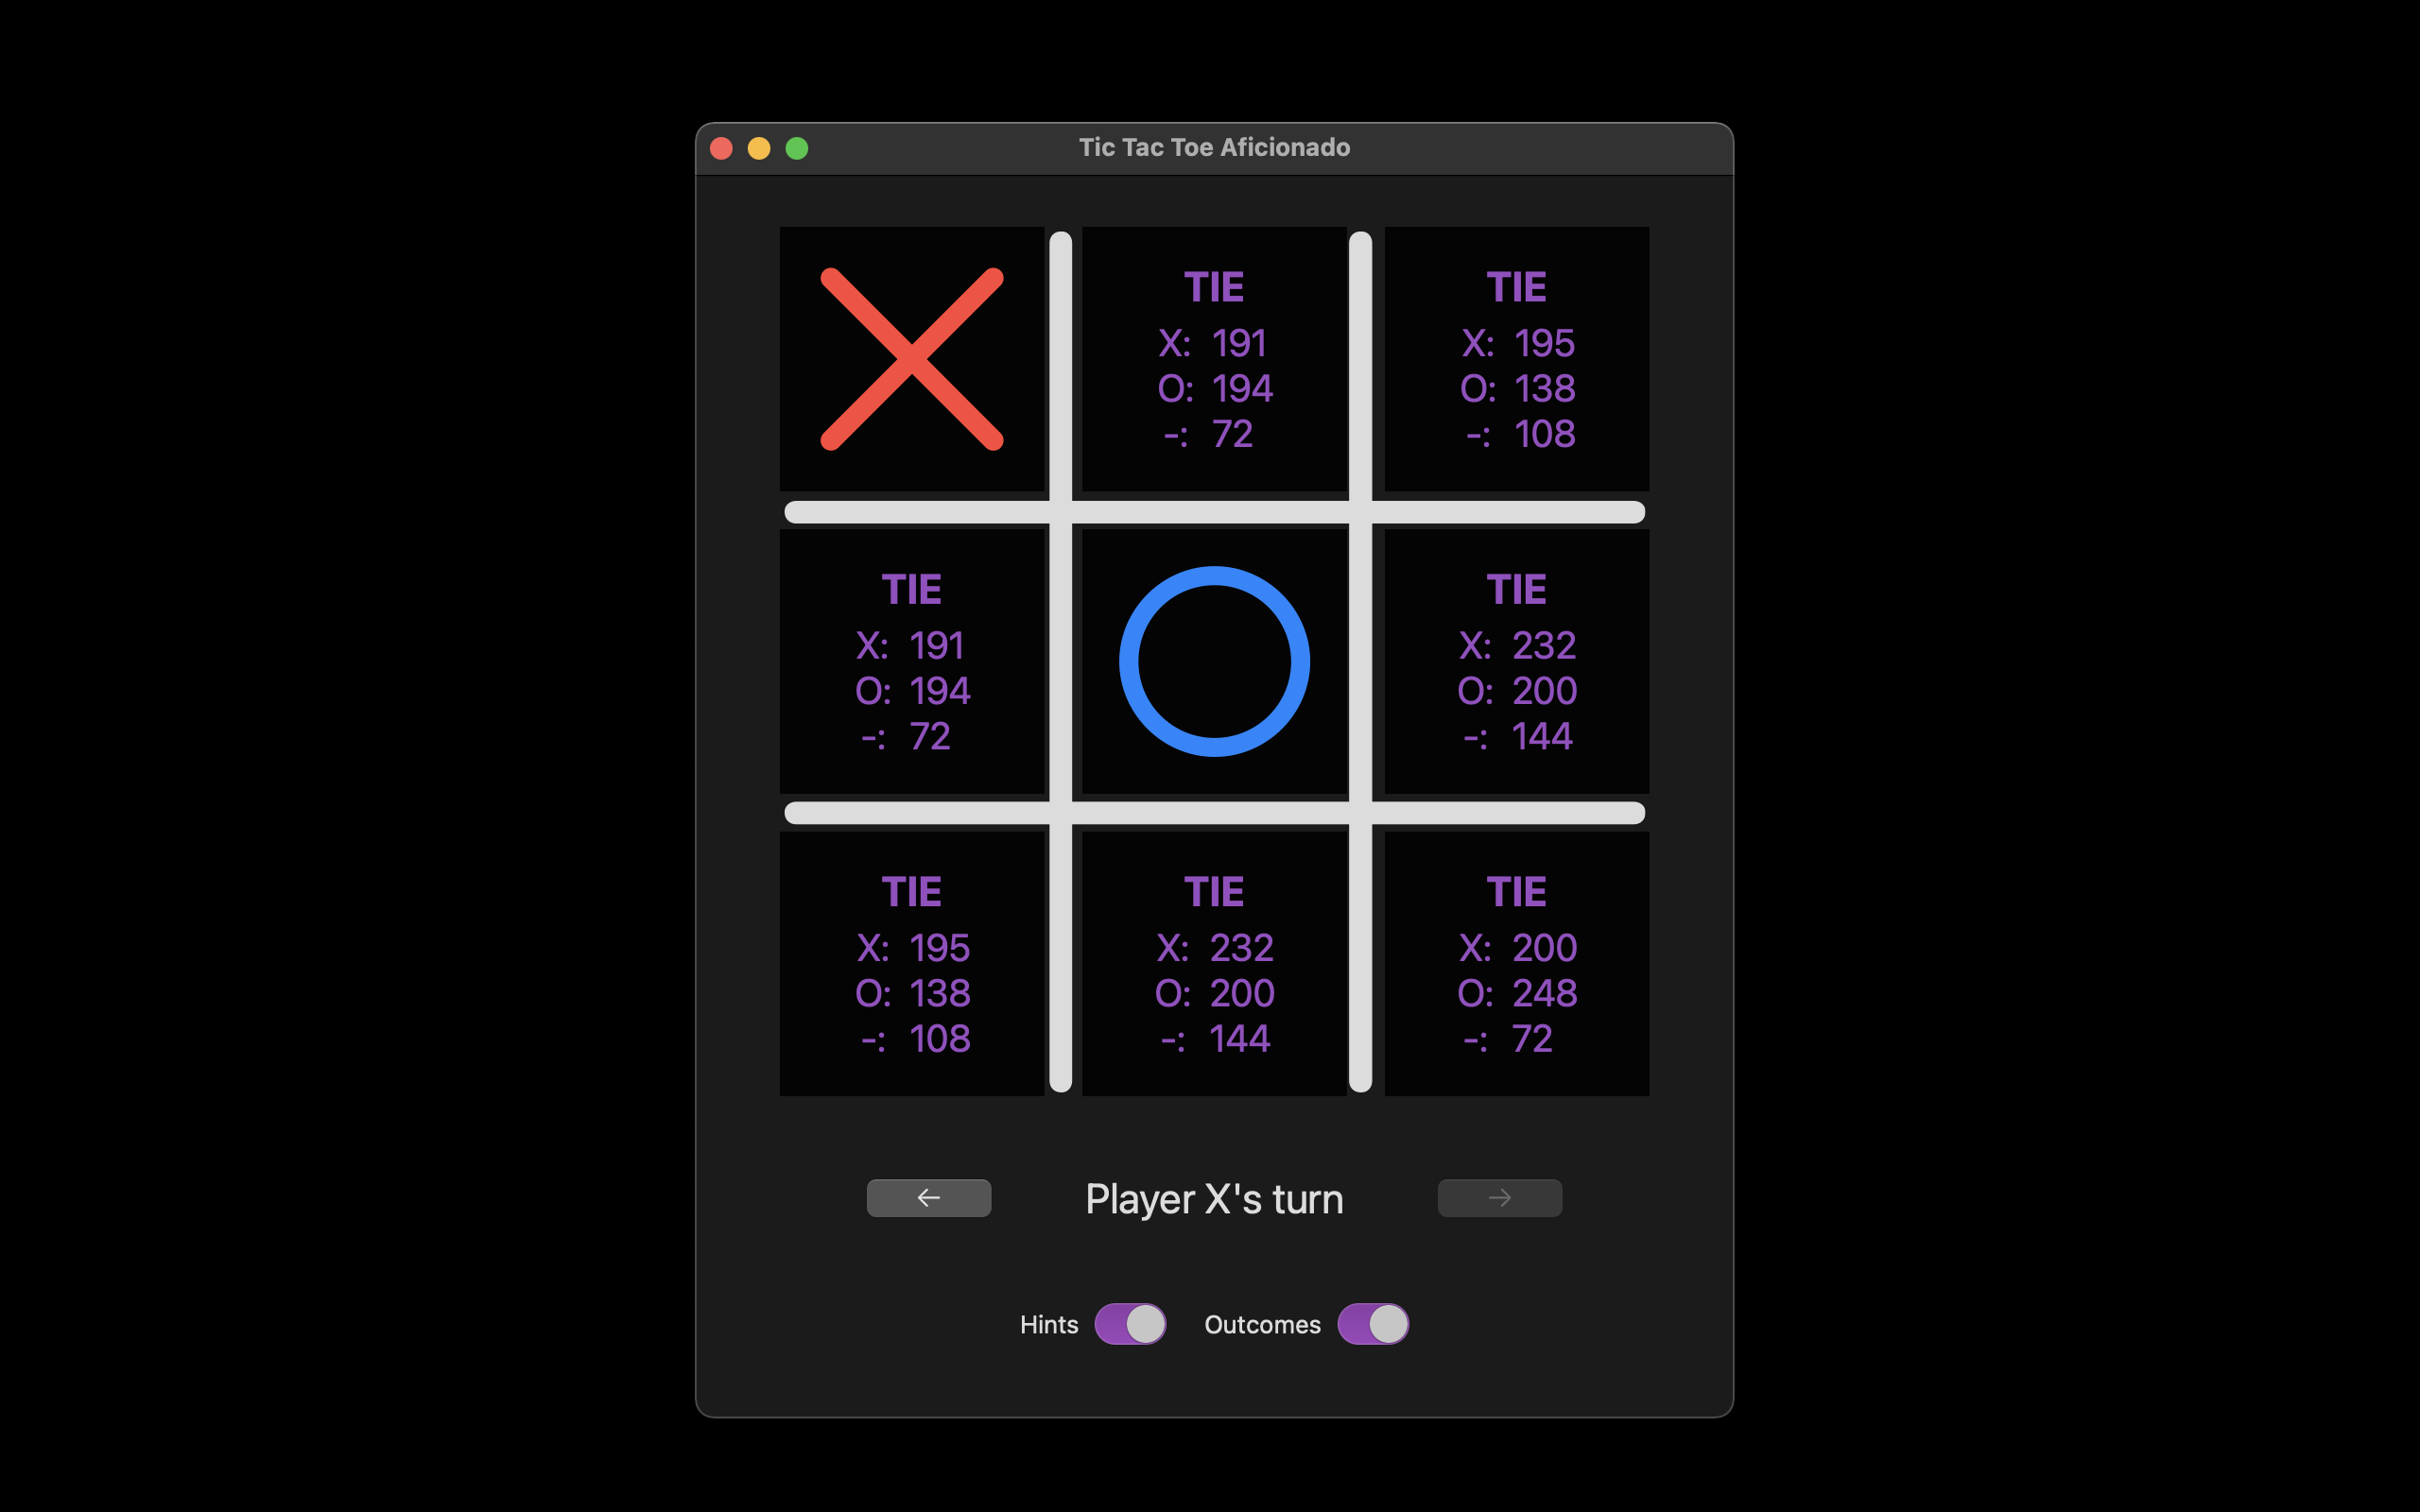 Tic Tac Toe Aficionado
TIE
X: 191
O: 194
-: 72
TIE
X: 195
O: 138
-: 108
TIE
X: 191
O: 194
-: 72
TIE
X: 232
O: 200
-: 144
TIE
X: 195
O: 138
-: 108
TIE
X: 232
O: 200
-: 144
TIE
X: 200
O: 248
-: 72
← Player X's turn →
Hints Outcomes